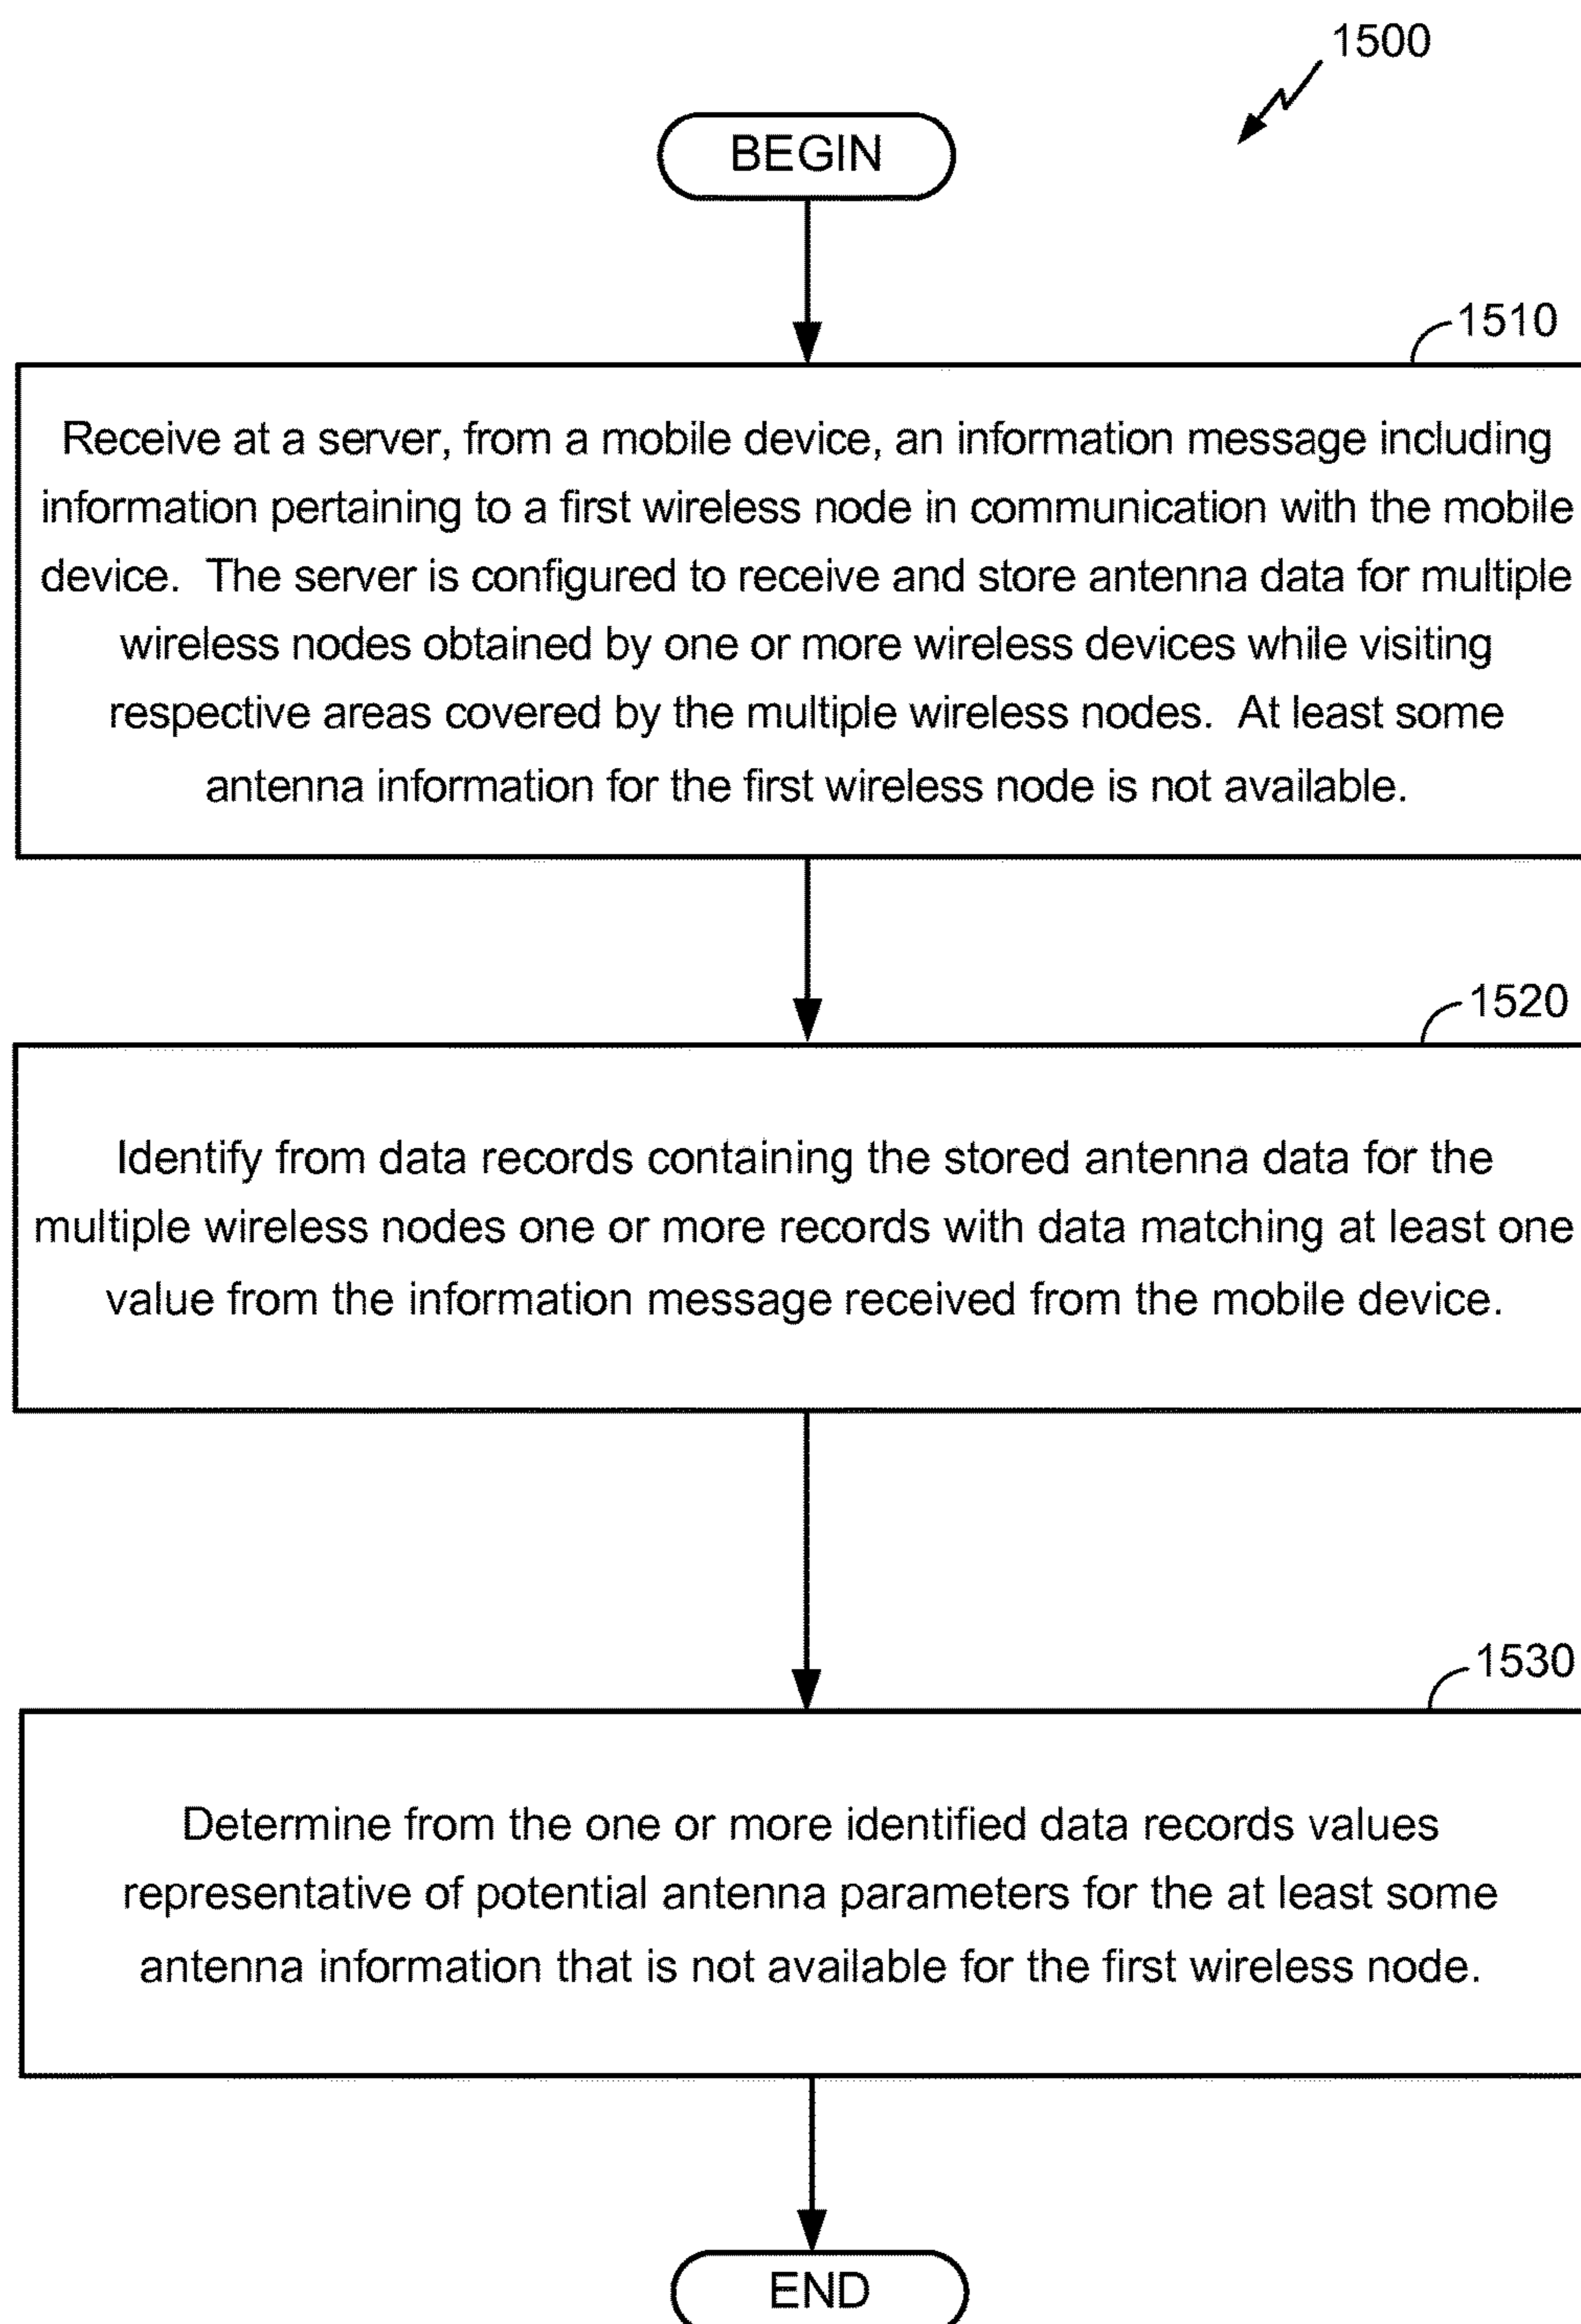 1500
BEGIN
1510
Receive at a server, from a mobile device, an information message including
information pertaining to a first wireless node in communication with the mobile
device.  The server is configured to receive and store antenna data for multiple
wireless nodes obtained by one or more wireless devices while visiting
respective areas covered by the multiple wireless nodes.  At least some
antenna information for the first wireless node is not available.
1520
Identify from data records containing the stored antenna data for the
multiple wireless nodes one or more records with data matching at least one
value from the information message received from the mobile device.
1530
Determine from the one or more identified data records values
representative of potential antenna parameters for the at least some
antenna information that is not available for the first wireless node.
END